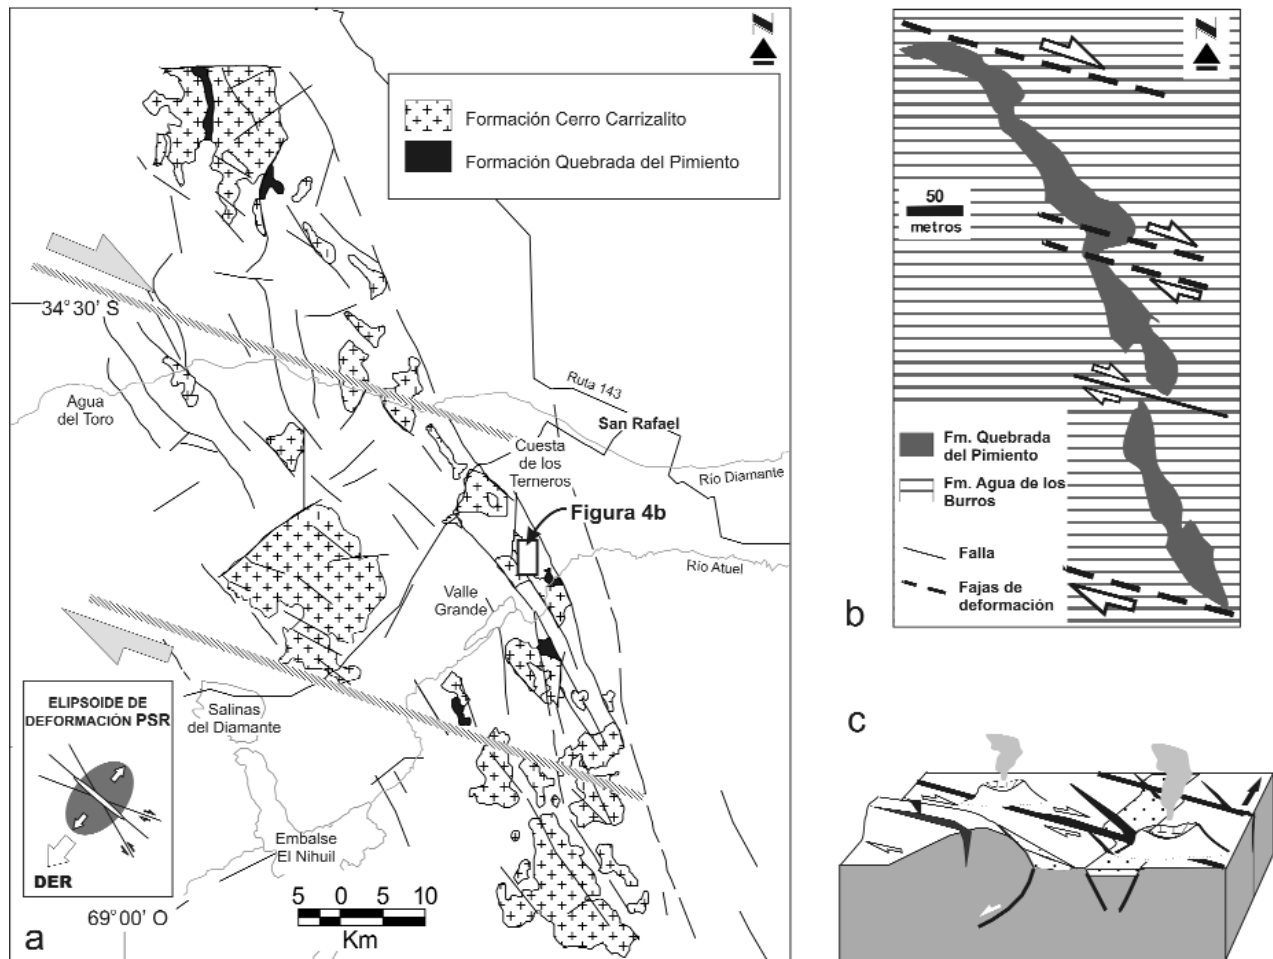 Formación Cerro Carrizalito
Formación Quebrada del Pimiento
34°30' S
Agua
del Toro
Ruta 143
San Rafael
Cuesta
de los
Terneros
Río Diamante
Figura 4b
Río Atuel
Valle
Grande
ELIPSOIDE DE
DEFORMACIÓN PSR
DER
Salinas
del Diamante
Embalse
El Nihuil
69°00' O
5 0 5 10
Km
a
N
50
metros
Fm. Quebrada
del Pimiento
Fm. Agua de los
Burros
Falla
Fajas de
deformación
b
N
c